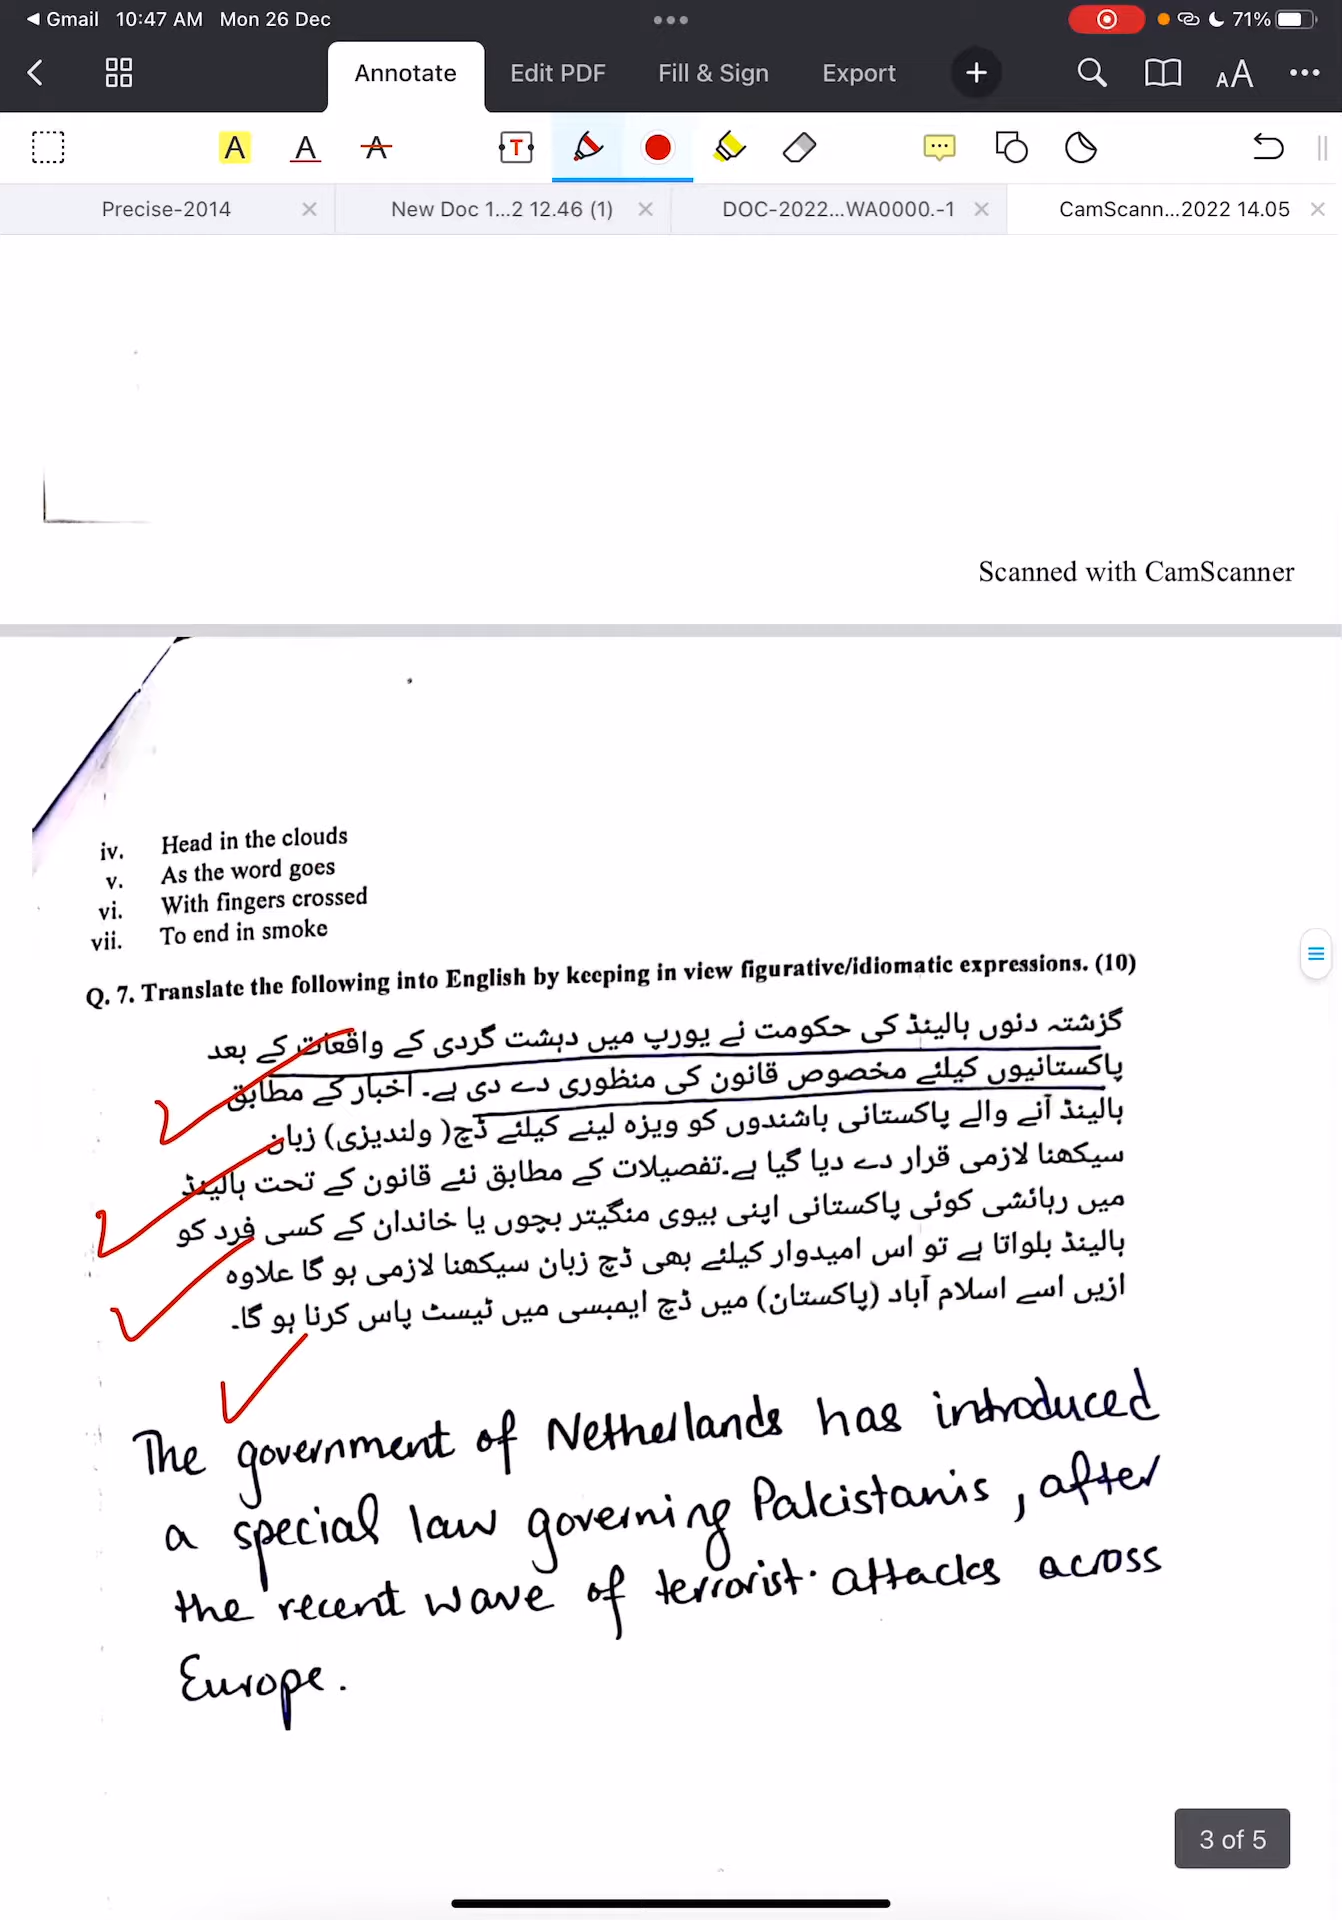 Gmail 10:47 AM Mon 26 Dec
71%
Annotate Edit PDF Fill & Sign Export
Precise-2014 New Doc 1...2 12.46 (1) DOC-2022...WA0000.-1 CamScann...2022 14.05
Scanned with CamScanner
iv. Head in the clouds
v. As the word goes
vi. With fingers crossed
vii. To end in smoke
Q. 7. Translate the following into English by keeping in view figurative/idiomatic expressions. (10)
گزشتہ دنوں ہالینڈ کی حکومت نے یورپ میں دہشت گردی کے واقعات کے بعد
پاکستانیوں کیلئے مخصوص قانون کی منظوری دے دی ہے۔ اخبار کے مطابق
ہالینڈ آنے والے پاکستانی باشندوں کو ویزہ لینے کیلئے ڈچ( ولندیزی) زبان
سیکھنا لازمی قرار دے دیا گیا ہے۔تفصیلات کے مطابق نئے قانون کے تحت ہالینڈ
میں رہائشی کوئی پاکستانی اپنی بیوی منگیتر بچوں یا خاندان کے کسی فرد کو
ہالینڈ بلواتا ہے تو اس امیدوار کیلئے بھی ڈچ زبان سیکھنا لازمی ہو گا علاوہ
ازیں اسے اسلام آباد (پاکستان) میں ڈچ ایمبسی میں ٹیسٹ پاس کرنا ہو گا۔
The government of Netherlands has introduced
a special law governing Pakistanis, after
the recent wave of terrorist attacks across
Europe.
3 of 5